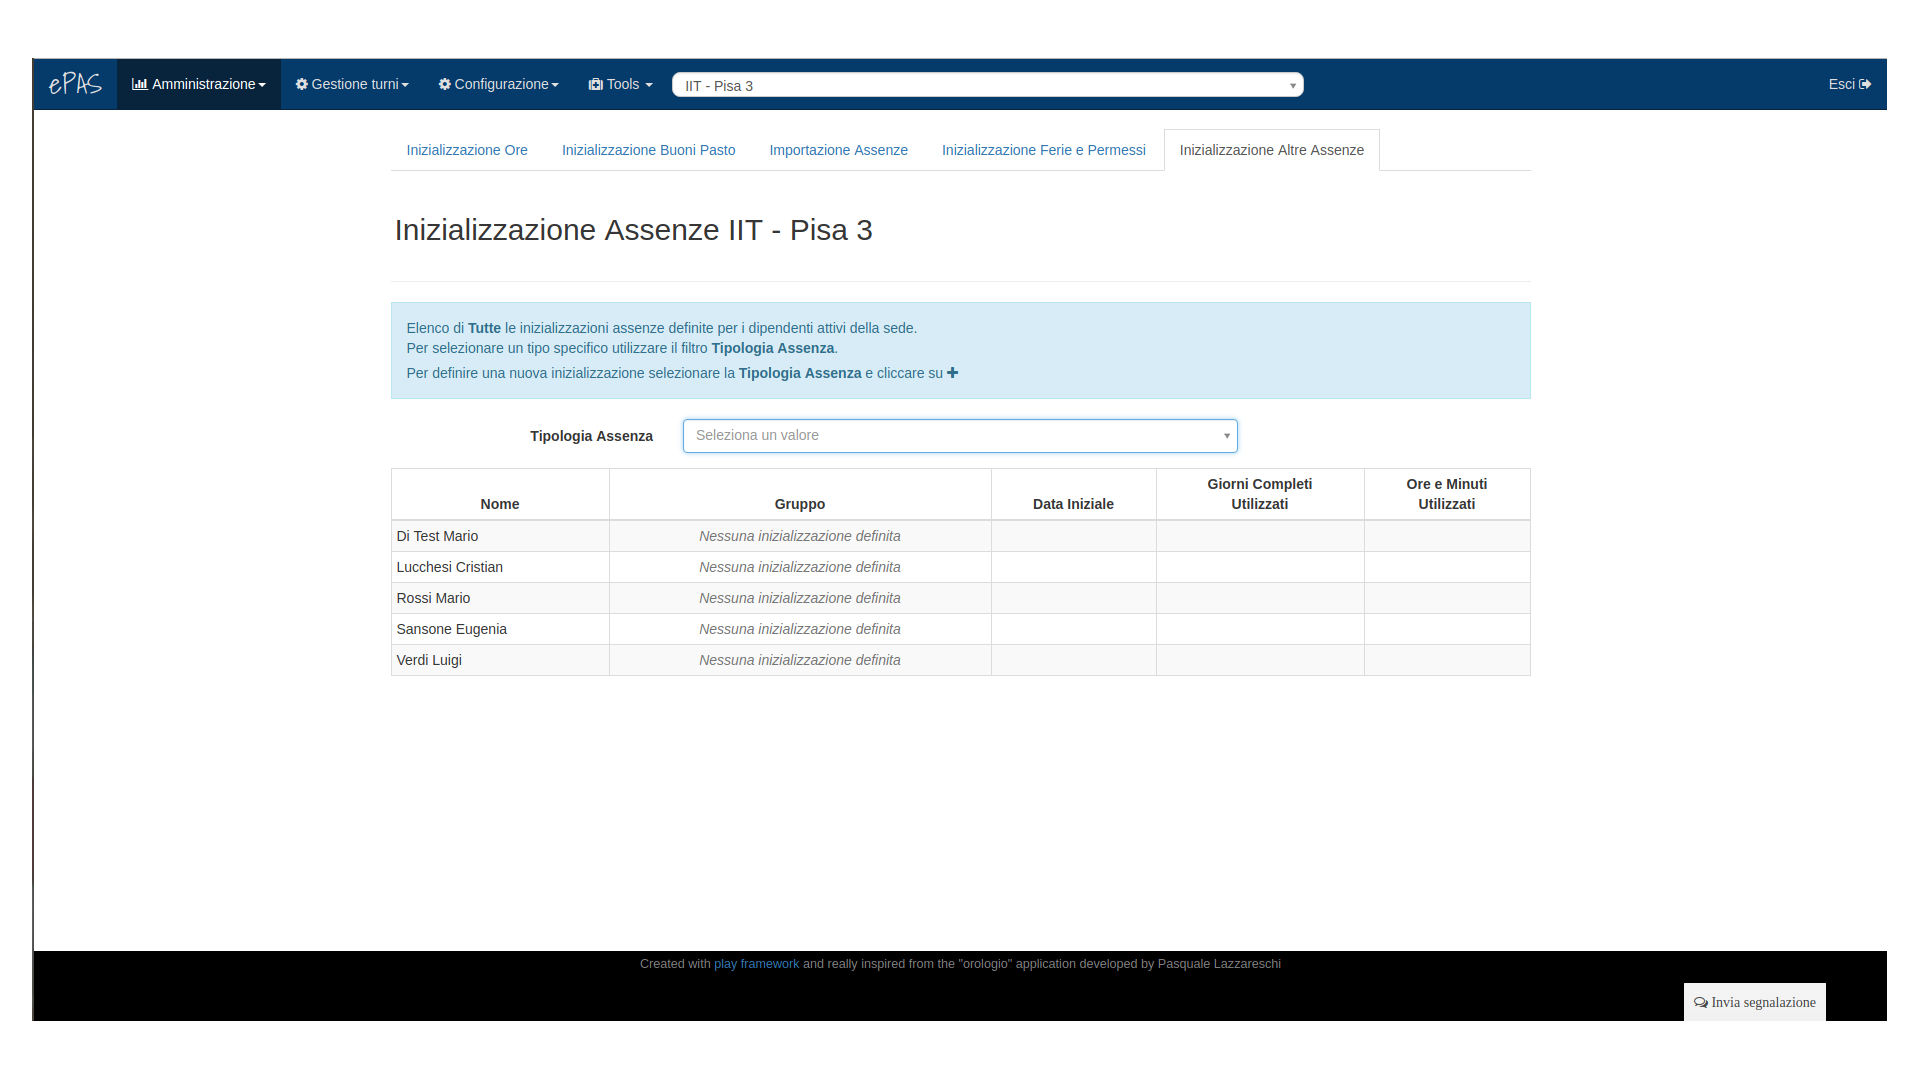 ePAS Amministrazione Gestione turni Configurazione Tools IIT - Pisa 3 Esci
Inizializzazione Ore Inizializzazione Buoni Pasto Importazione Assenze Inizializzazione Ferie e Permessi Inizializzazione Altre Assenze
Inizializzazione Assenze IIT - Pisa 3
Elenco di Tutte le inizializzazioni assenze definite per i dipendenti attivi della sede.
Per selezionare un tipo specifico utilizzare il filtro Tipologia Assenza.
Per definire una nuova inizializzazione selezionare la Tipologia Assenza e cliccare su
Tipologia Assenza Seleziona un valore
Nome Gruppo Data Iniziale Giorni Completi Utilizzati Ore e Minuti Utilizzati
Di Test Mario Nessuna inizializzazione definita
Lucchesi Cristian Nessuna inizializzazione definita
Rossi Mario Nessuna inizializzazione definita
Sansone Eugenia Nessuna inizializzazione definita
Verdi Luigi Nessuna inizializzazione definita
Created with play framework and really inspired from the "orologio" application developed by Pasquale Lazzareschi
Invia segnalazione